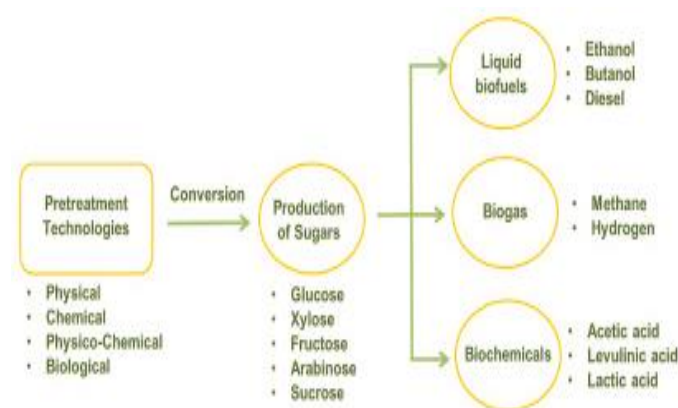 Pretreatment
Technologies
• Physical
• Chemical
• Physico-Chemical
• Biological
Conversion
Production
of Sugars
• Glucose
• Xylose
• Fructose
• Arabinose
• Sucrose
Liquid
biofuels
• Ethanol
• Butanol
• Diesel
Biogas
• Methane
• Hydrogen
Biochemicals
• Acetic acid
• Levulinic acid
• Lactic acid